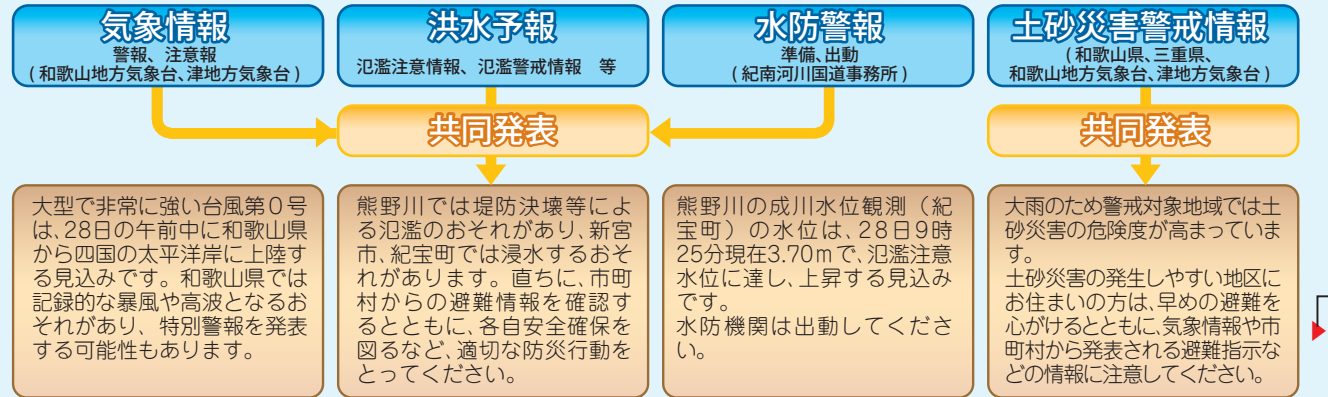 気象情報
警報、注意報
(和歌山地方気象台、津地方気象台)
洪水予報
氾濫注意情報、氾濫警戒情報　等
水防警報
準備、出動
(紀南河川国道事務所)
土砂災害警戒情報
(和歌山県、三重県、
和歌山地方気象台、津地方気象台)
共同発表
共同発表
大型で非常に強い台風第０号
は、28日の午前中に和歌山県
から四国の太平洋岸に上陸す
る見込みです。和歌山県では
記録的な暴風や高波となるお
それがあり、特別警報を発表
する可能性もあります。
熊野川では堤防決壊等によ
る氾濫のおそれがあり、新宮
市、紀宝町では浸水するおそ
れがあります。直ちに、市町
村からの避難情報を確認す
るとともに、各自安全確保を
図るなど、適切な防災行動を
とってください。
熊野川の成川水位観測（紀
宝町）の水位は、28日9時
25分現在3.70mで、氾濫注意
水位に達し、上昇する見込み
です。
水防機関は出動してくださ
い。
大雨のため警戒対象地域では土
砂災害の危険度が高まっていま
す。
土砂災害の発生しやすい地区に
お住まいの方は、早めの避難を
心がけるとともに、気象情報や市
町村から発表される避難指示な
どの情報に注意してください。